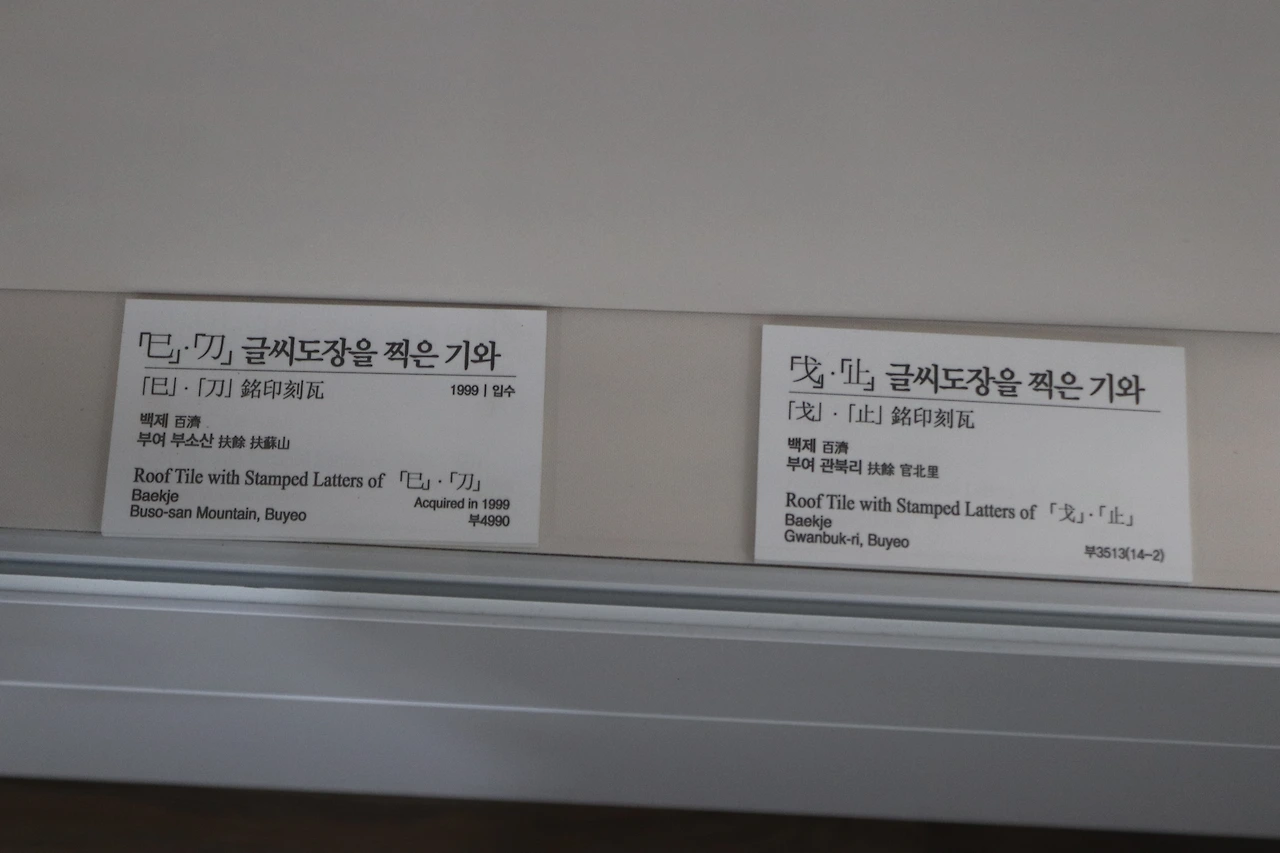 「巳」·「刀」 글씨도장을 찍은 기와
「巳」·「刀」 銘印刻瓦 1999 | 입수
백제 百濟
부여 부소산 扶餘 扶蘇山
Roof Tile with Stamped Latters of 「巳」·「刀」
Baekje Acquired in 1999
Buso-san Mountain, Buyeo 부4990
「戈」·「止」 글씨도장을 찍은 기와
「戈」·「止」 銘印刻瓦
백제 百濟
부여 관북리 扶餘 官北里
Roof Tile with Stamped Latters of 「戈」·「止」
Baekje
Gwanbuk-ri, Buyeo 부3513(14-2)